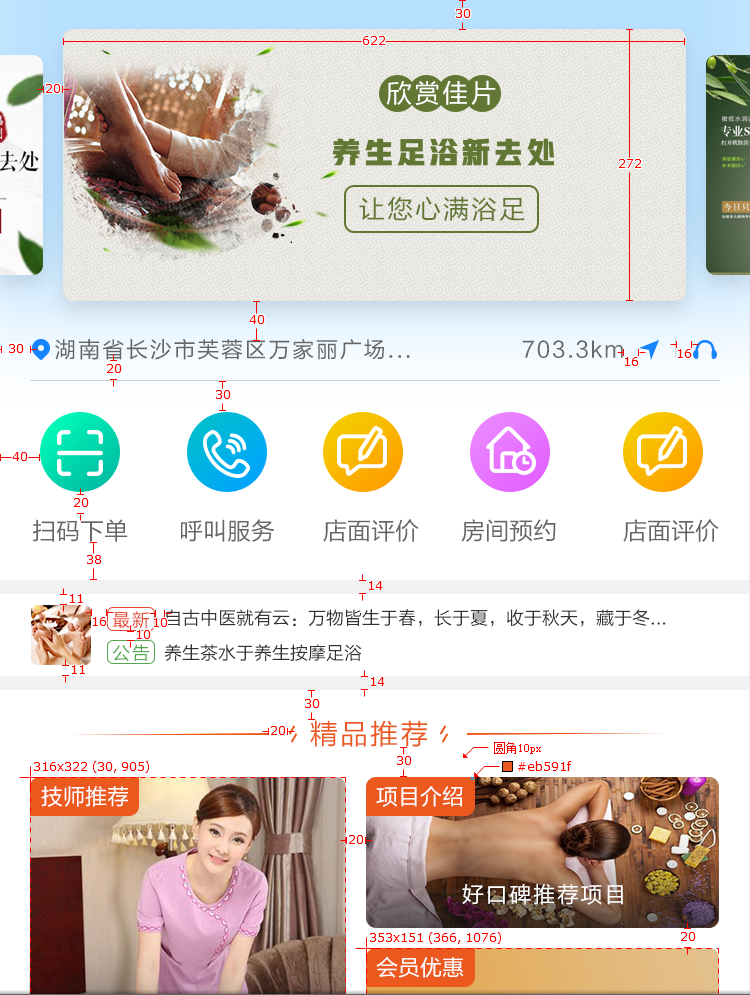 30
622
20
欣赏佳片
去处
养生足浴新去处
272
让您心满浴足
橄榄水润
专业S
打开肌肤
今日只
40
30
湖南省长沙市芙蓉区万家丽广场...
703.3km
16
16
20
30
40
20
扫码下单
呼叫服务
店面评价
房间预约
店面评价
38
14
11
16
最新
10
自古中医就有云：万物皆生于春，长于夏，收于秋天，藏于冬...
10
公告
养生茶水于养生按摩足浴
11
14
30
20
精品推荐
圆角10px
30
#eb591f
316x322 (30, 905)
技师推荐
项目介绍
20
好口碑推荐项目
353x151 (366, 1076)
20
会员优惠